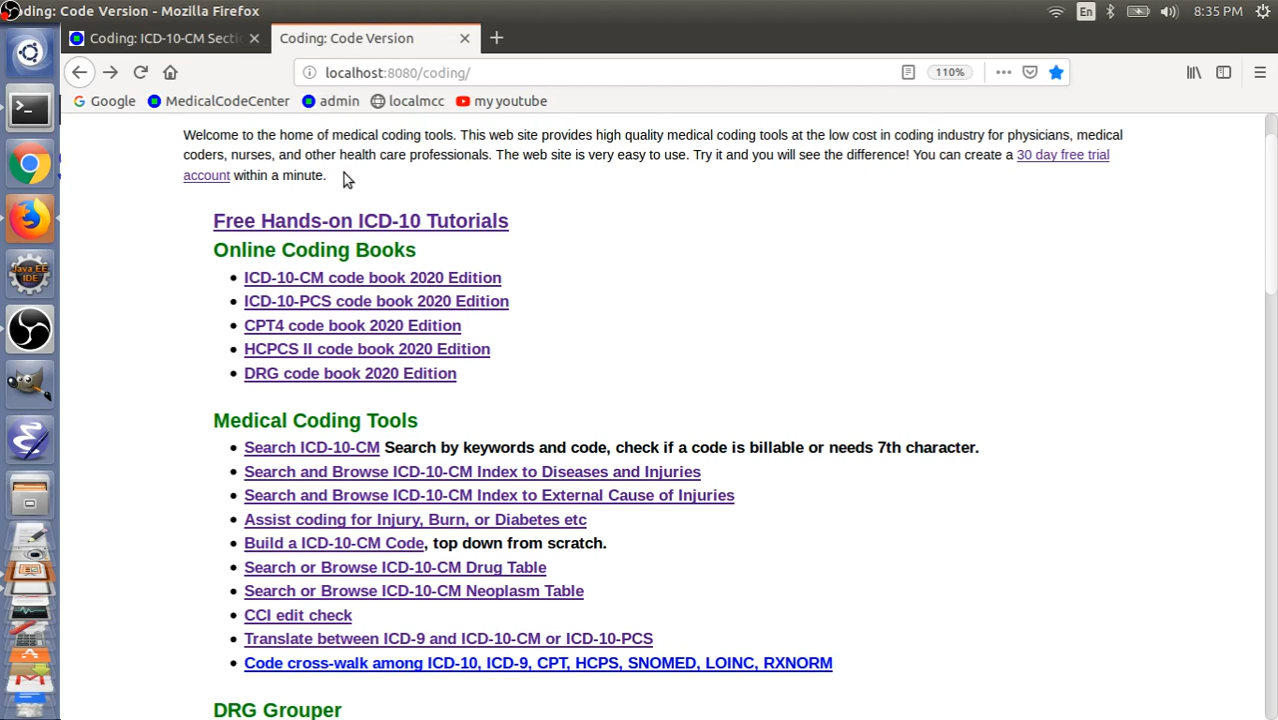 oding: Code Version - Mozilla Firefox
En
8:35 PM
Coding: ICD-10-CM Secti
Coding: Code Version
localhost:8080/coding/
110%
Google
MedicalCodeCenter
admin
localmcc
my youtube
Welcome to the home of medical coding tools. This web site provides high quality medical coding tools at the low cost in coding industry for physicians, medical
coders, nurses, and other health care professionals. The web site is very easy to use. Try it and you will see the difference! You can create a 30 day free trial
account within a minute.
Free Hands-on ICD-10 Tutorials
Online Coding Books
ICD-10-CM code book 2020 Edition
ICD-10-PCS code book 2020 Edition
CPT4 code book 2020 Edition
HCPCS II code book 2020 Edition
DRG code book 2020 Edition
Medical Coding Tools
Search ICD-10-CM Search by keywords and code, check if a code is billable or needs 7th character.
Search and Browse ICD-10-CM Index to Diseases and Injuries
Search and Browse ICD-10-CM Index to External Cause of Injuries
Assist coding for Injury, Burn, or Diabetes etc
Build a ICD-10-CM Code, top down from scratch.
Search or Browse ICD-10-CM Drug Table
Search or Browse ICD-10-CM Neoplasm Table
CCI edit check
Translate between ICD-9 and ICD-10-CM or ICD-10-PCS
Code cross-walk among ICD-10, ICD-9, CPT, HCPS, SNOMED, LOINC, RXNORM
DRG Grouper
Java EE
IDE